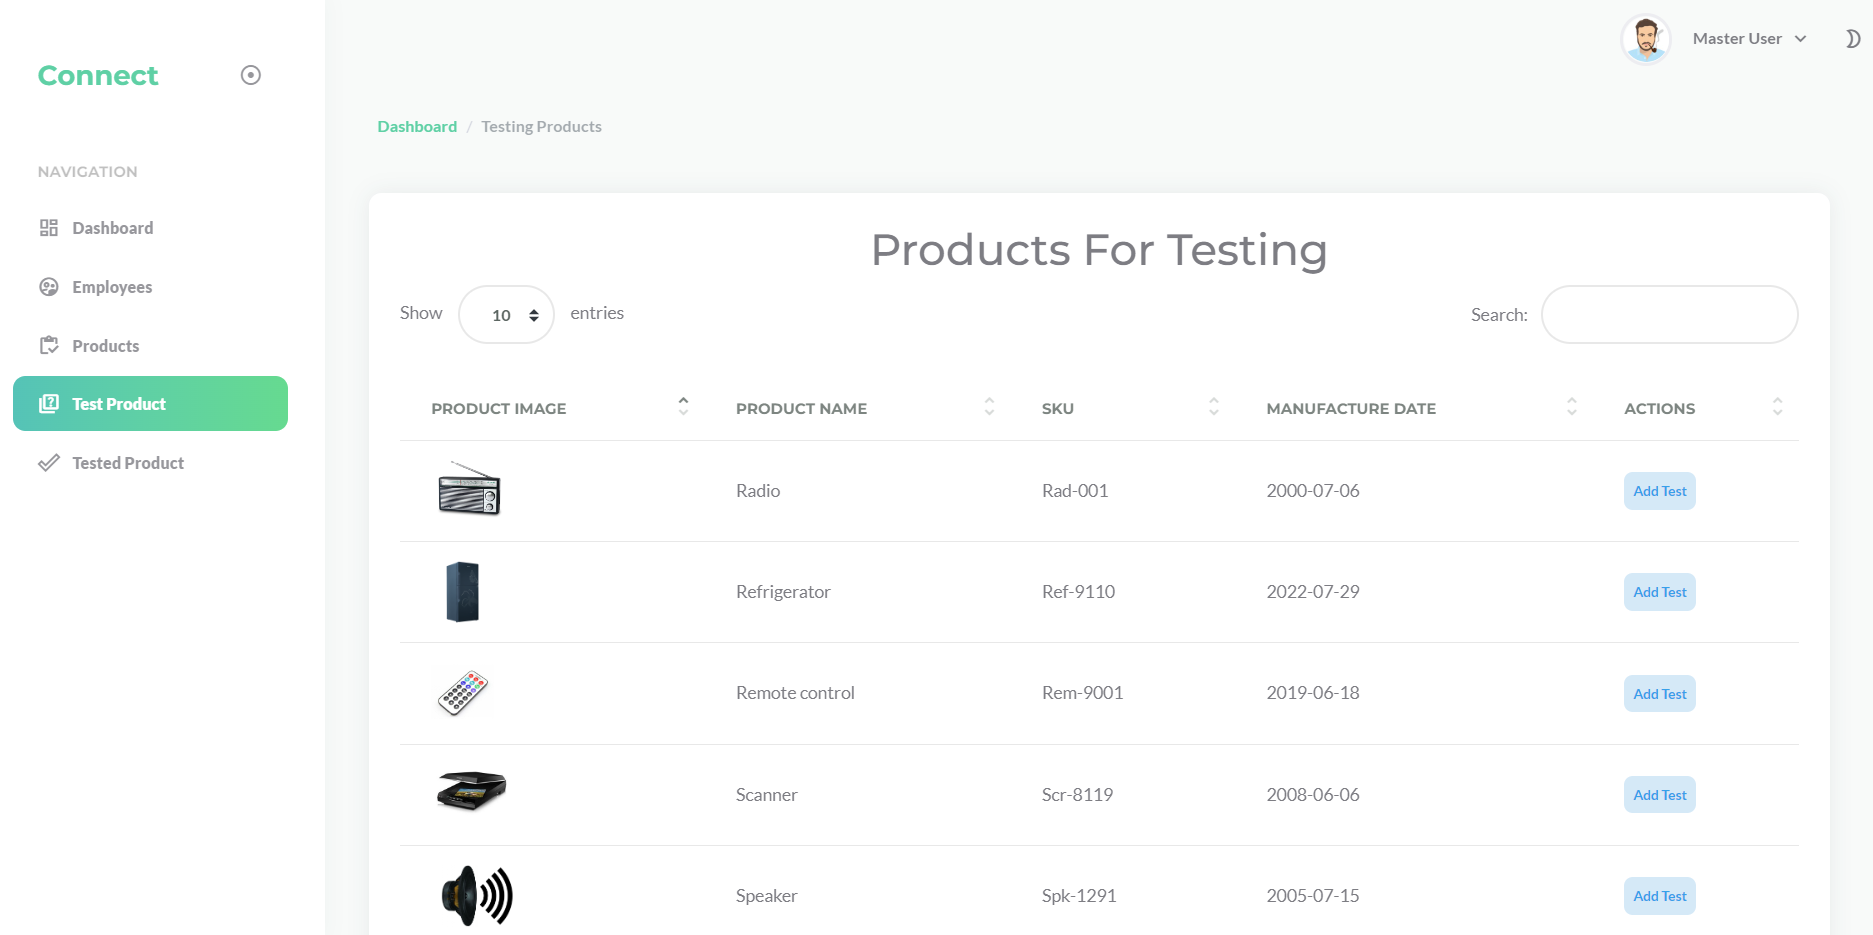 Connect
Master User
Dashboard / Testing Products
NAVIGATION
Dashboard
Employees
Products
Test Product
Tested Product
Products For Testing
Show 10 entries
Search:
PRODUCT IMAGE PRODUCT NAME SKU MANUFACTURE DATE ACTIONS
Radio Rad-001 2000-07-06 Add Test
Refrigerator Ref-9110 2022-07-29 Add Test
Remote control Rem-9001 2019-06-18 Add Test
Scanner Scr-8119 2008-06-06 Add Test
Speaker Spk-1291 2005-07-15 Add Test